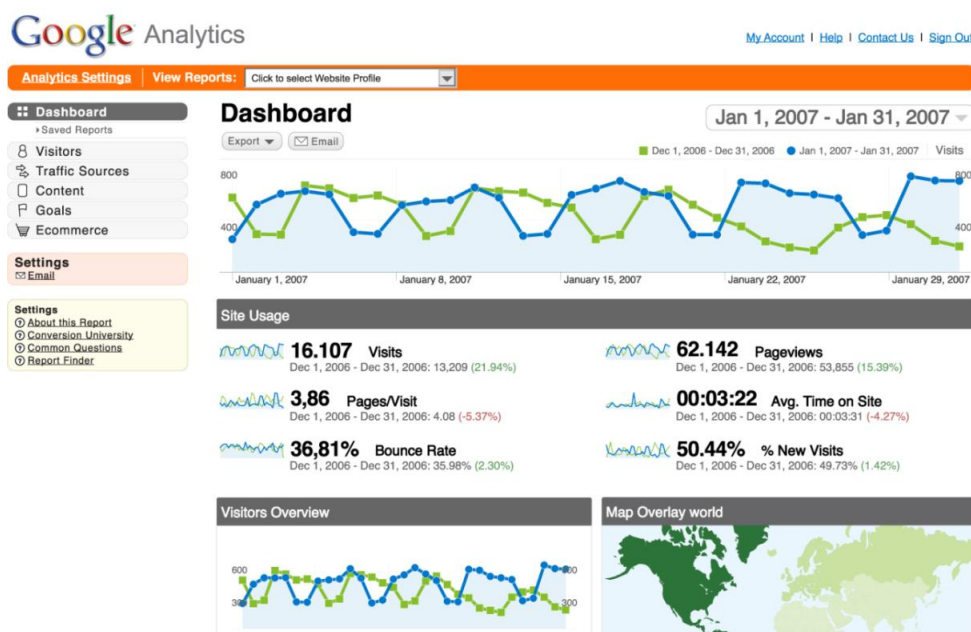 Google Analytics
My Account | Help | Contact Us | Sign Out
Analytics Settings | View Reports: Click to select Website Profile
Dashboard
Saved Reports
Visitors
Traffic Sources
Content
Goals
Ecommerce
Settings
Email
Settings
About this Report
Conversion University
Common Questions
Report Finder
Dashboard
Jan 1, 2007 - Jan 31, 2007
Export Email
Dec 1, 2006 - Dec 31, 2006 Jan 1, 2007 - Jan 31, 2007 Visits
800 800
400 400
January 1, 2007 January 8, 2007 January 15, 2007 January 22, 2007 January 29, 2007
Site Usage
16.107 Visits
Dec 1, 2006 - Dec 31, 2006: 13,209 (21.94%)
62.142 Pageviews
Dec 1, 2006 - Dec 31, 2006: 53,855 (15.39%)
3,86 Pages/Visit
Dec 1, 2006 - Dec 31, 2006: 4.08 (-5.37%)
00:03:22 Avg. Time on Site
Dec 1, 2006 - Dec 31, 2006: 00:03:31 (-4.27%)
36,81% Bounce Rate
Dec 1, 2006 - Dec 31, 2006: 35.98% (2.30%)
50.44% % New Visits
Dec 1, 2006 - Dec 31, 2006: 49.73% (1.42%)
Visitors Overview
600 600
300 300
Map Overlay world